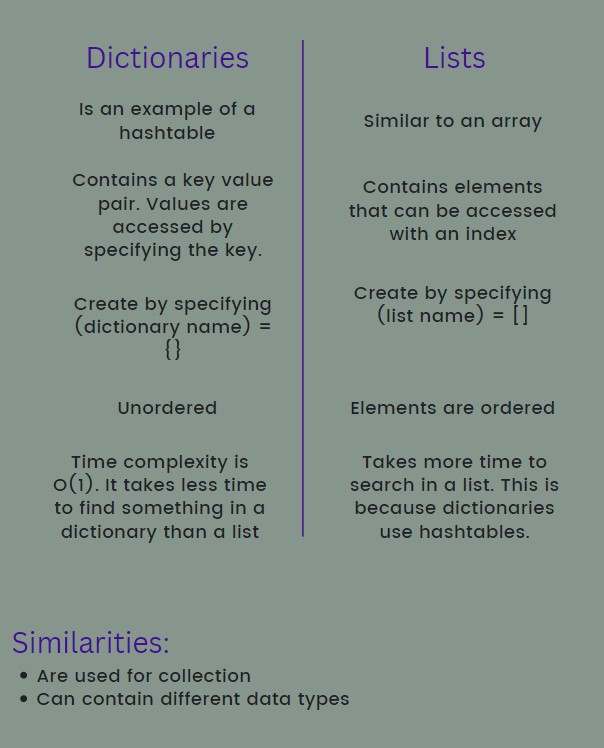 Dictionaries
Is an example of a
hashtable
Contains a key value
pair. Values are
accessed by
specifying the key.
Create by specifying
(dictionary name) =
{}
Unordered
Time complexity is
O(1). It takes less time
to find something in a
dictionary than a list
Lists
Similar to an array
Contains elements
that can be accessed
with an index
Create by specifying
(list name) = []
Elements are ordered
Takes more time to
search in a list. This is
because dictionaries
use hashtables.
Similarities:
• Are used for collection
• Can contain different data types